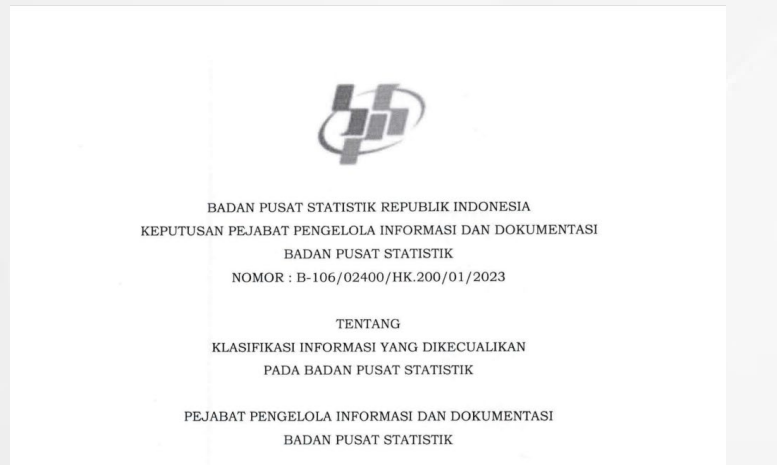 BADAN PUSAT STATISTIK REPUBLIK INDONESIA
KEPUTUSAN PEJABAT PENGELOLA INFORMASI DAN DOKUMENTASI
BADAN PUSAT STATISTIK
NOMOR : B-106/02400/HK.200/01/2023
TENTANG
KLASIFIKASI INFORMASI YANG DIKECUALIKAN
PADA BADAN PUSAT STATISTIK
PEJABAT PENGELOLA INFORMASI DAN DOKUMENTASI
BADAN PUSAT STATISTIK